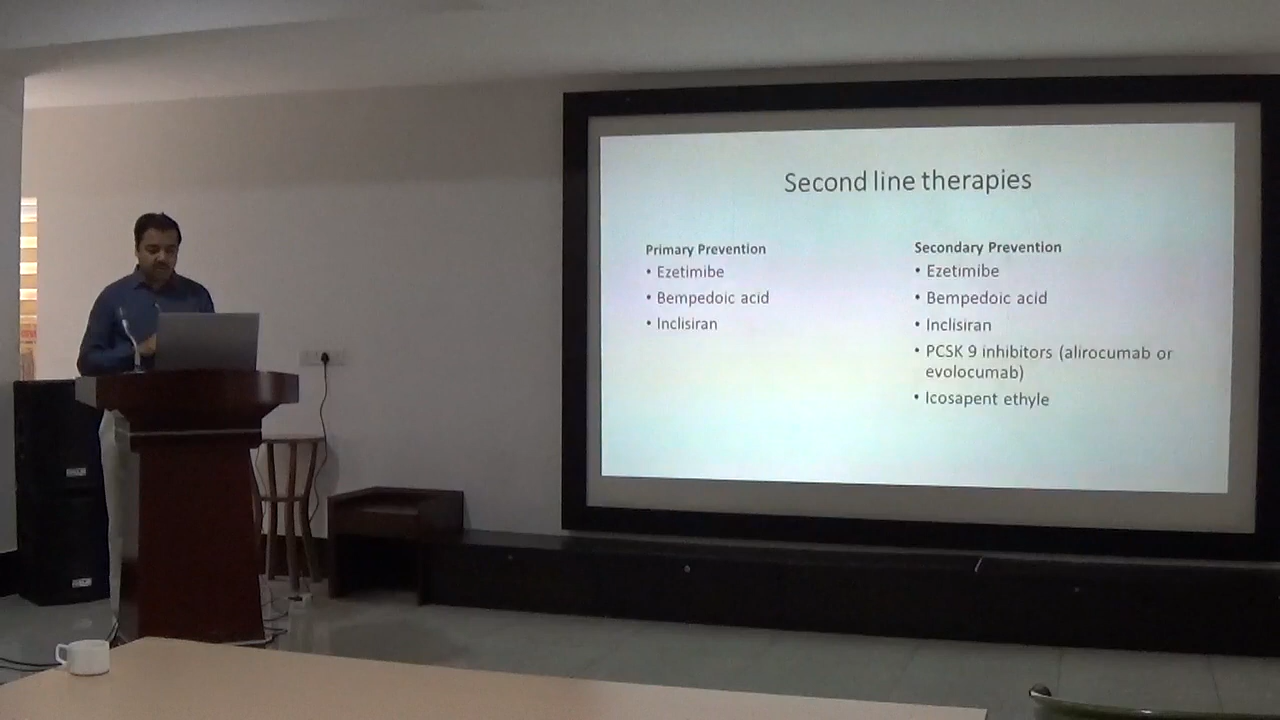 Second line therapies
Primary Prevention
• Ezetimibe
• Bempedoic acid
• Inclisiran
Secondary Prevention
• Ezetimibe
• Bempedoic acid
• Inclisiran
• PCSK 9 inhibitors (alirocumab or
evolocumab)
• Icosapent ethyle